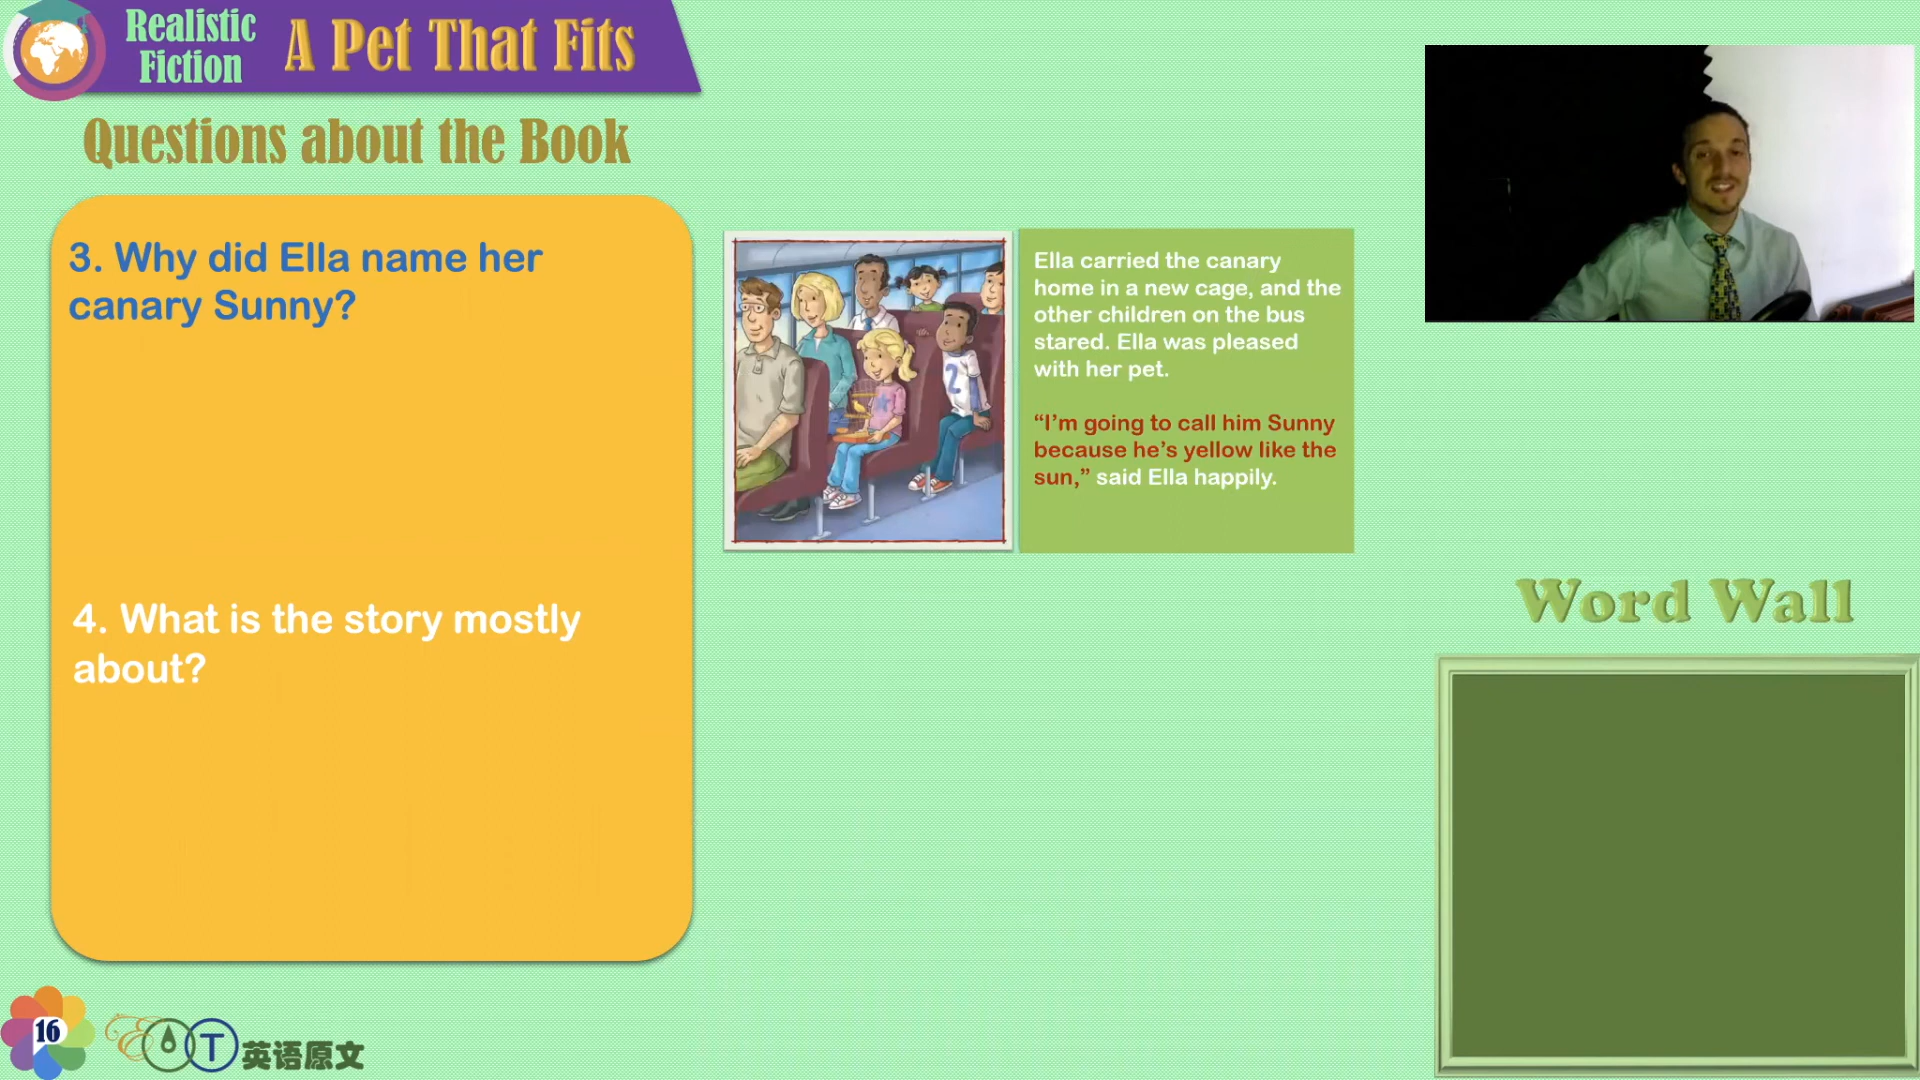 Realistic
Fiction
A Pet That Fits
Questions about the Book
3. Why did Ella name her
canary Sunny?
4. What is the story mostly
about?
2
Ella carried the canary
home in a new cage, and the
other children on the bus
stared. Ella was pleased
with her pet.
“I’m going to call him Sunny
because he’s yellow like the
sun,” said Ella happily.
Word Wall
16
E T 英语原文